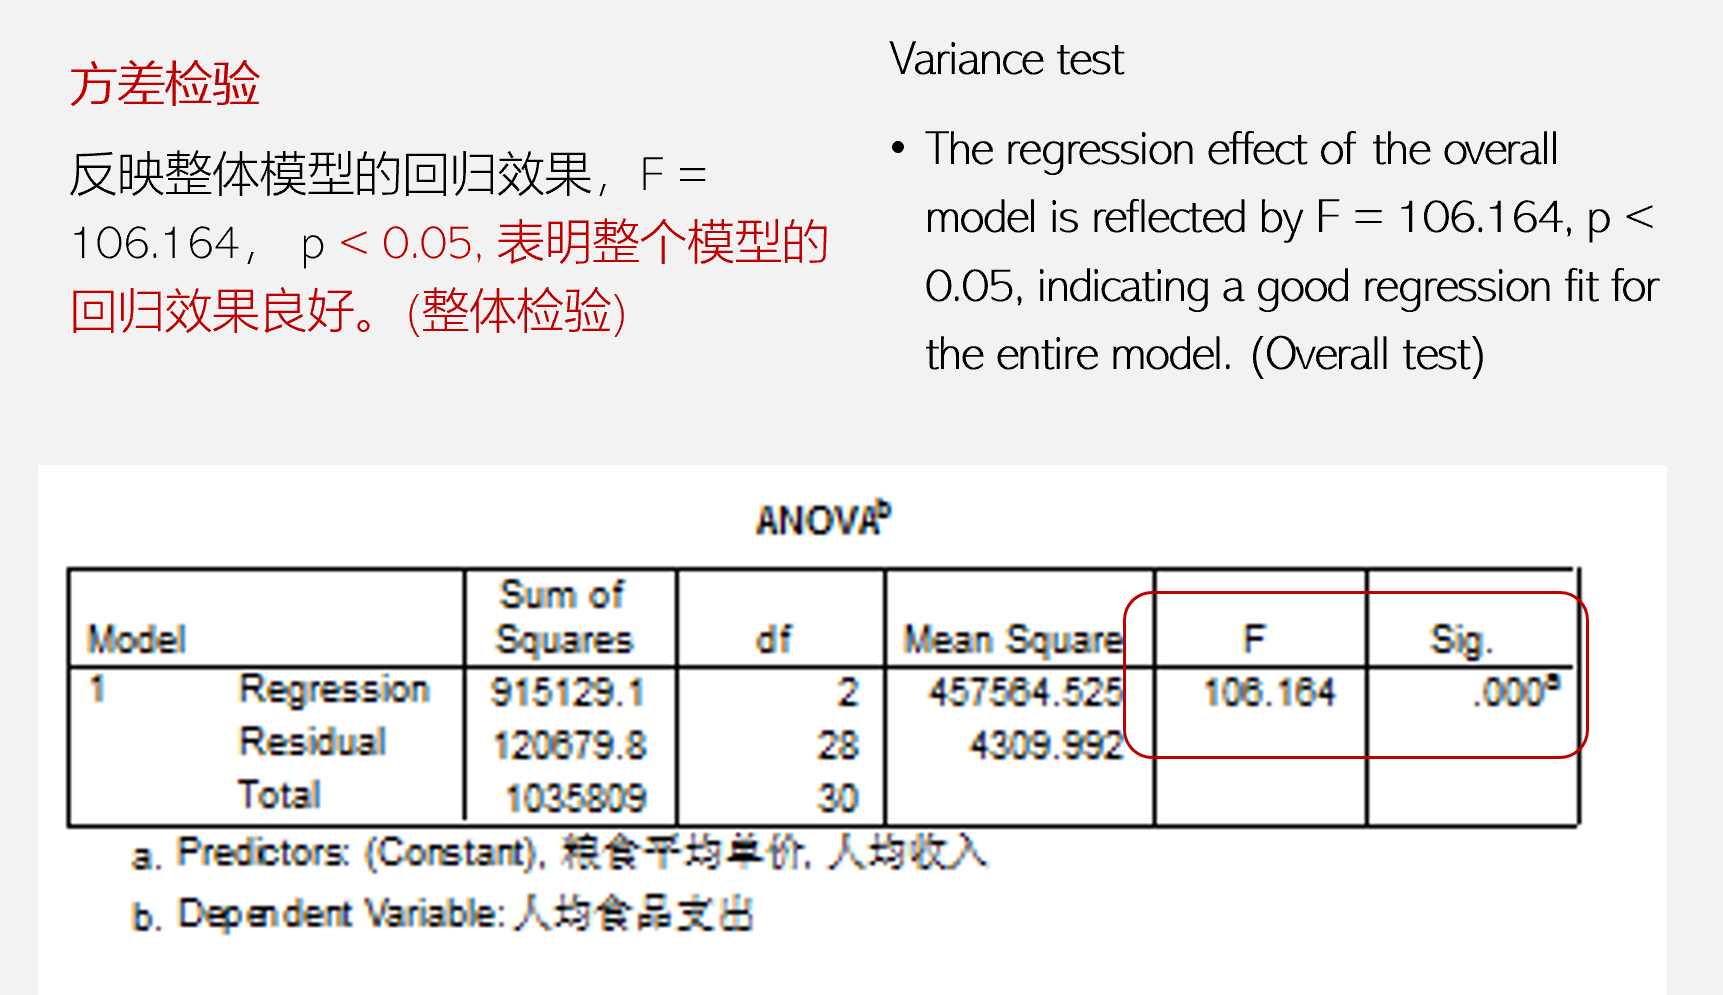 方差检验
反映整体模型的回归效果，F =
106.164， p < 0.05, 表明整个模型的
回归效果良好。(整体检验)
Variance test
• The regression effect of the overall
model is reflected by F = 106.164, p <
0.05, indicating a good regression fit for
the entire model. (Overall test)
ANOVAᵇ
Model Sum of Squares df Mean Square F Sig.
1 Regression 915129.1 2 457564.525 106.164 .000ᵃ
Residual 120679.8 28 4309.992
Total 1035809 30
a. Predictors: (Constant), 粮食平均单价, 人均收入
b. Dependent Variable: 人均食品支出